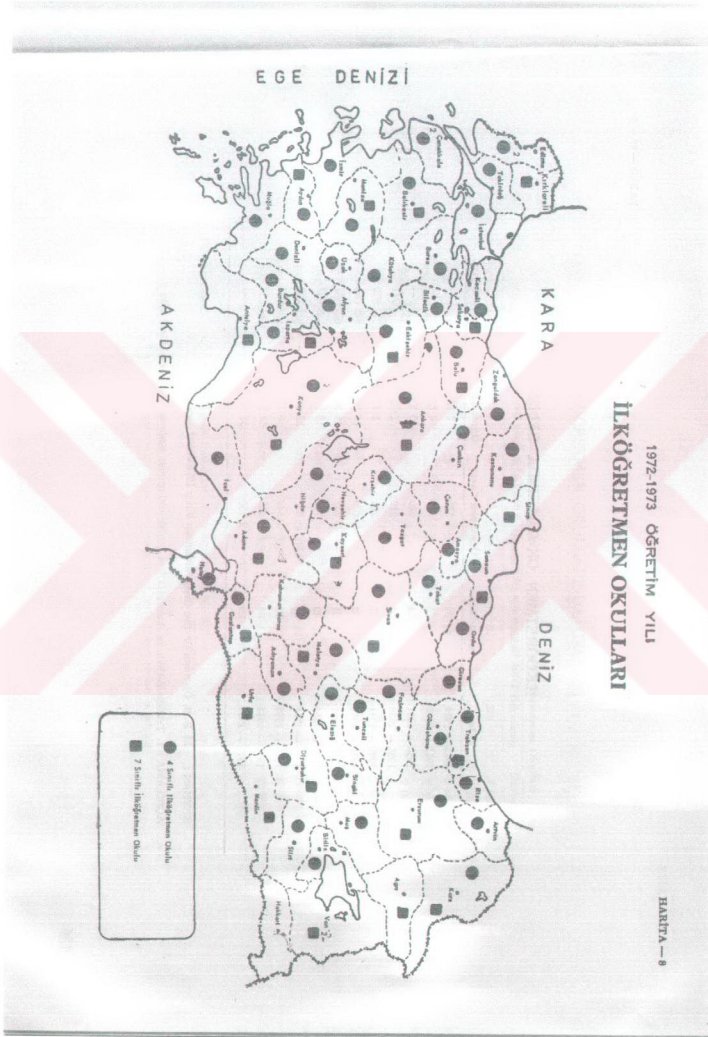 HARİTA — 8
1972-1973 ÖĞRETİM YILI
İLKÖĞRETMEN OKULLARI
KARA DENİZ
EGE DENİZİ
AKDENİZ
Edirne
2
Kırklareli
Tekirdağ
İstanbul
Çanakkale
2
Balıkesir
Bursa
Kocaeli
Sakarya
Bilecik
Bolu
Zonguldak
Kastamonu
Sinop
Samsun
Çankırı
Çorum
Amasya
Tokat
Ordu
Giresun
Trabzon
Rize
Artvin
Kars
Gümüşhane
Erzurum
Erzincan
Ağrı
İzmir
Manisa
Kütahya
Eskişehir
Ankara
Kırşehir
Yozgat
Sivas
Uşak
Afyon
Aydın
Denizli
Muğla
Burdur
Isparta
Antalya
Konya
Nevşehir
Niğde
Kayseri
İçel
Adana
Hatay
Gaziantep
Malatya
Adıyaman
Urfa
Elazığ
Tunceli
Bingöl
Muş
Bitlis
Van
Diyarbakır
Mardin
Siirt
Hakkari
4 Sınıflı İlköğretmen Okulu
7 Sınıflı İlköğretmen Okulu